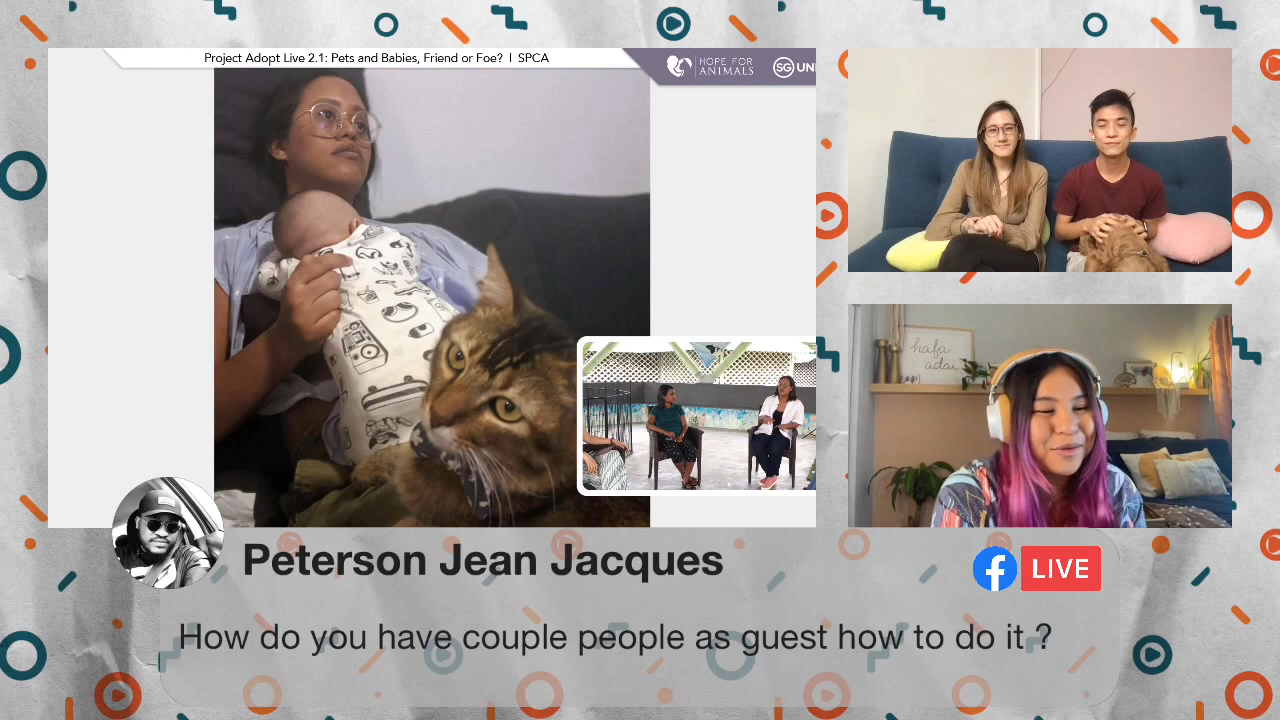 Project Adopt Live 2.1: Pets and Babies, Friend or Foe? I SPCA
HOPE FOR
ANIMALS
SG UNI
hafa
adai
Peterson Jean Jacques
LIVE
How do you have couple people as guest how to do it ?